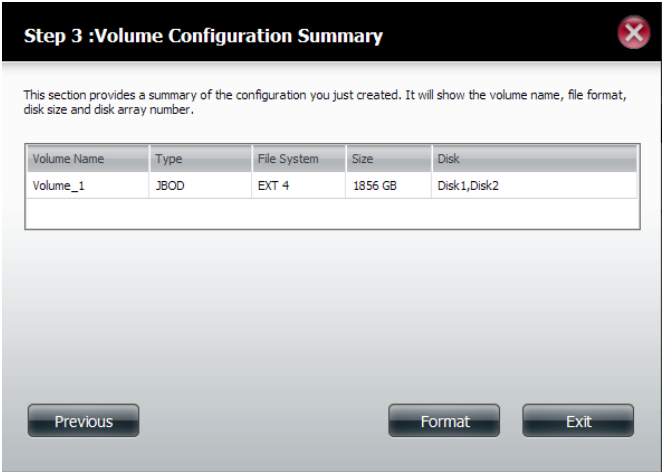 Step 3 :Volume Configuration Summary
This section provides a summary of the configuration you just created. It will show the volume name, file format,
disk size and disk array number.
Volume Name Type File System Size Disk
Volume_1 JBOD EXT 4 1856 GB Disk1,Disk2
Previous Format Exit